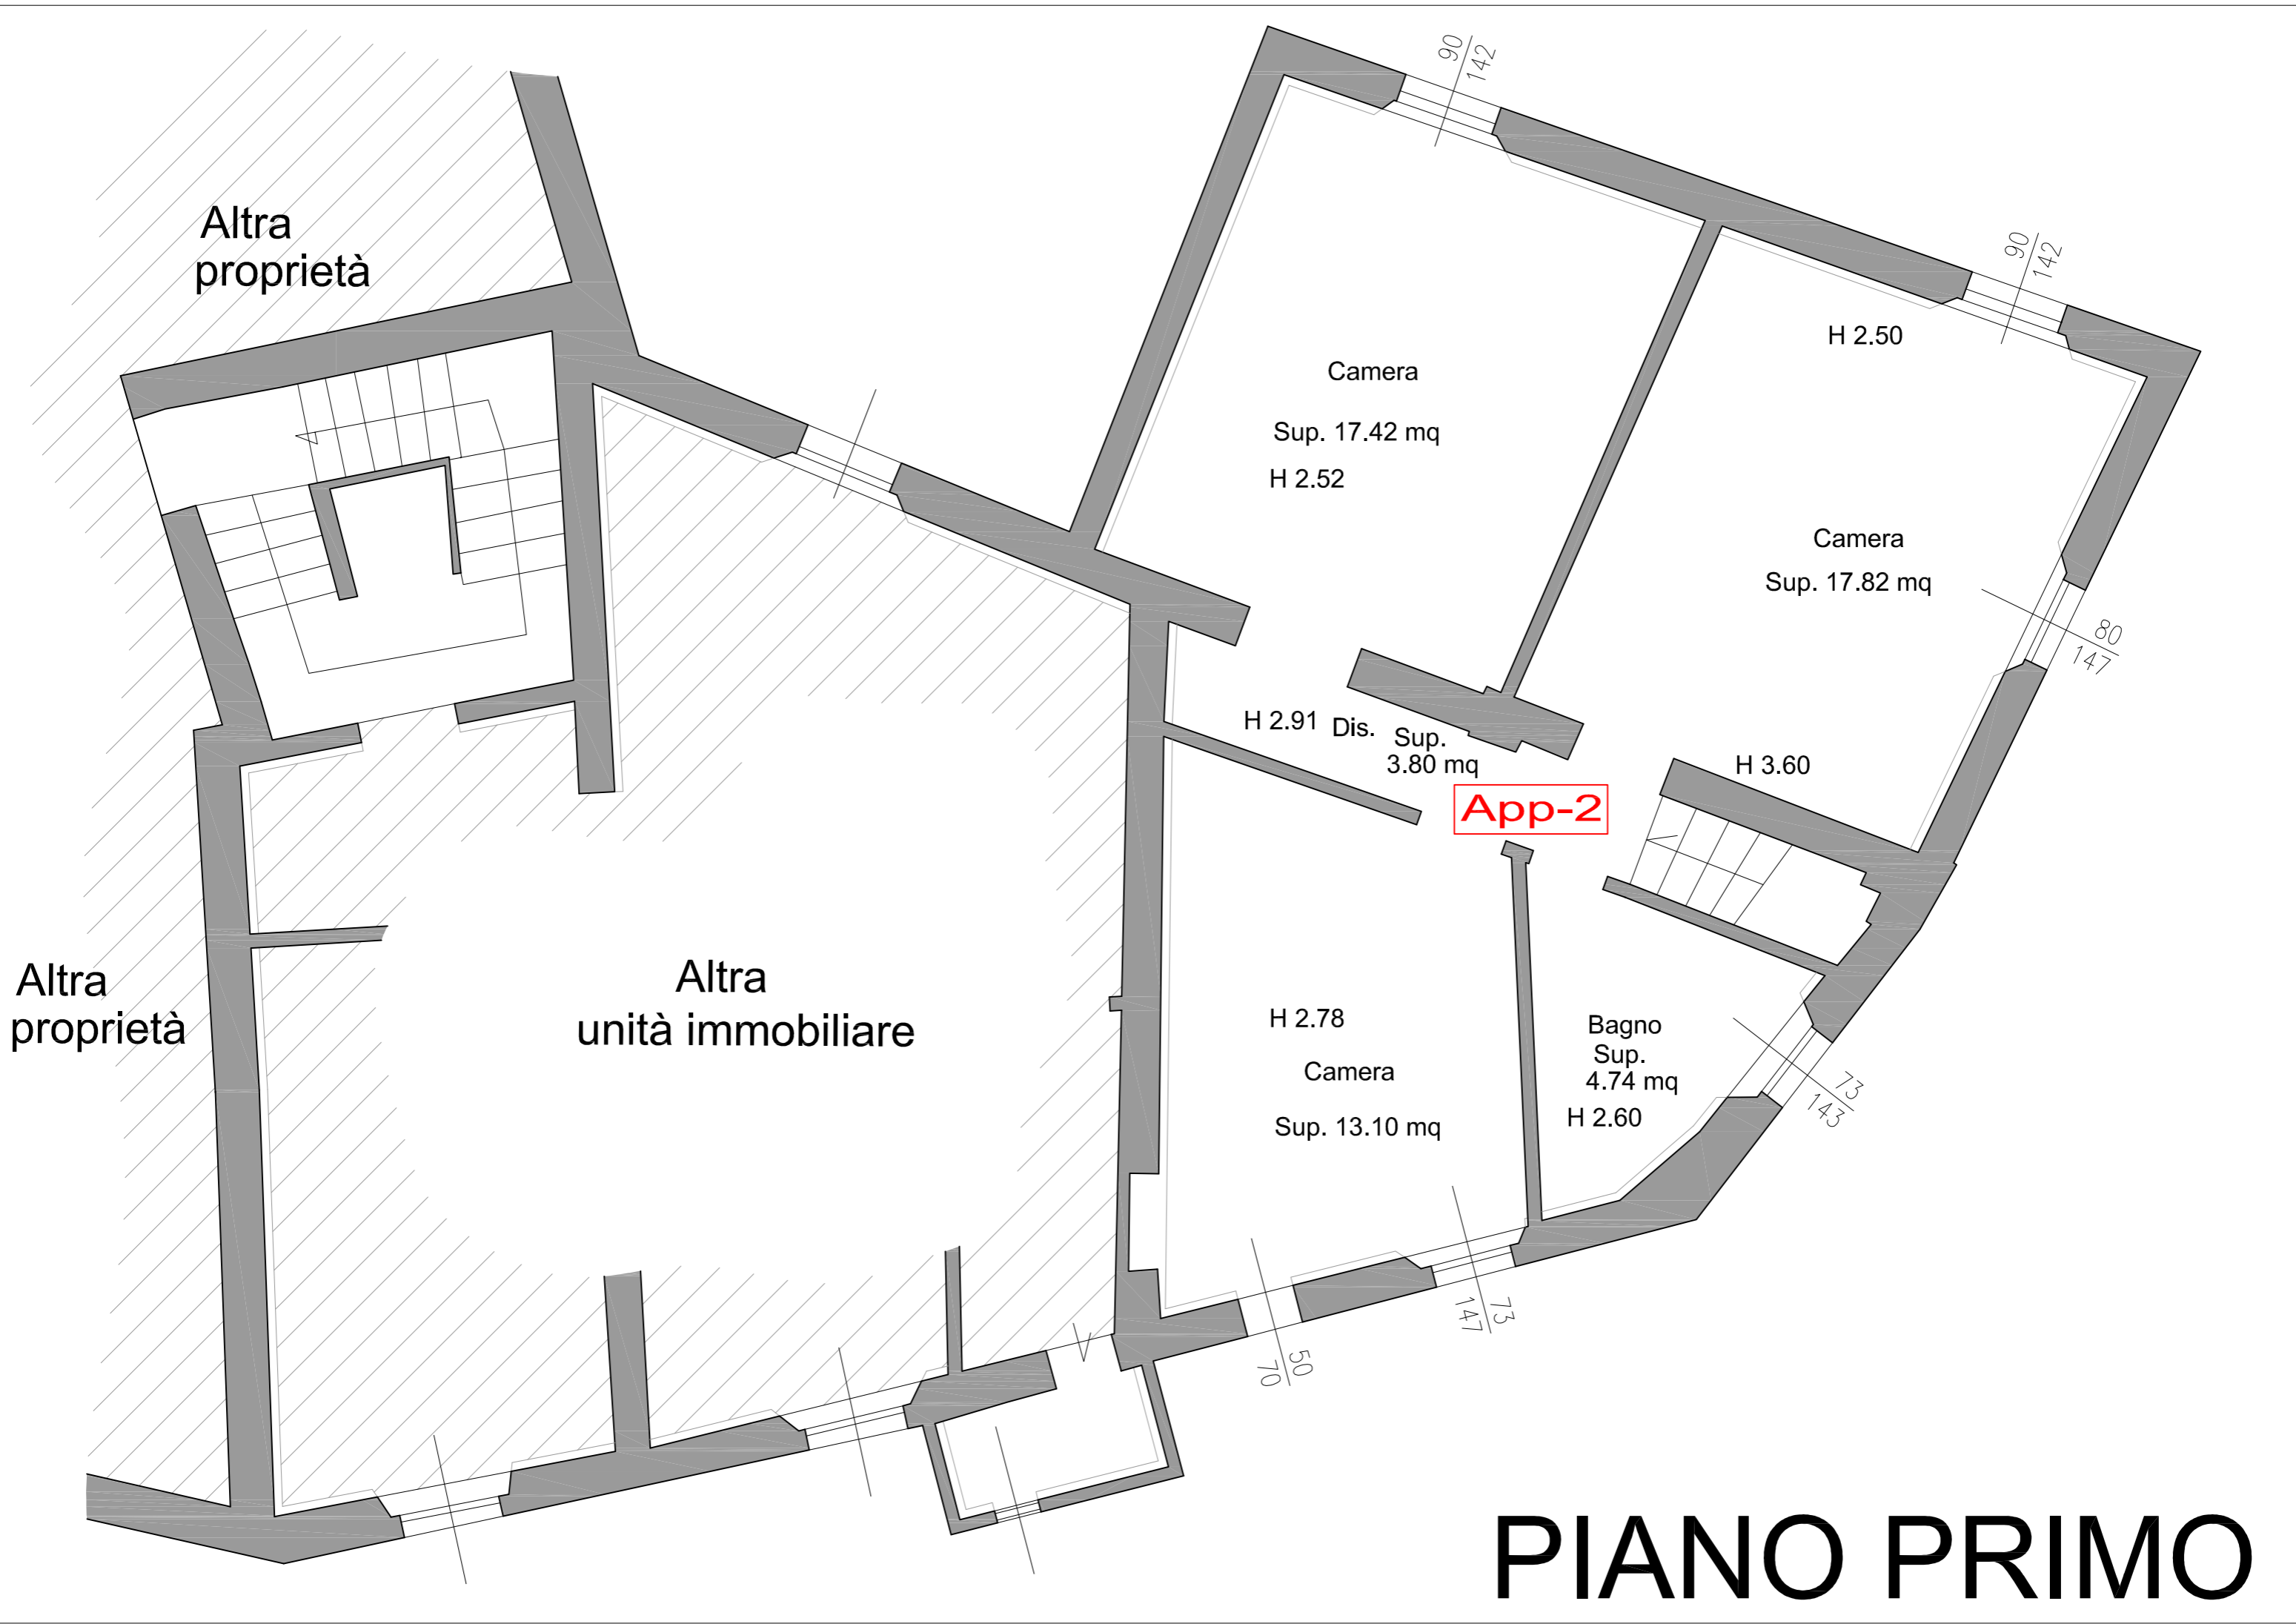 90
142
90
142
Altra
proprietà
H 2.50
Camera
Sup. 17.42 mq
H 2.52
Camera
Sup. 17.82 mq
80
147
H 2.91 Dis. Sup.
3.80 mq
H 3.60
App-2
Altra
proprietà
Altra
unità immobiliare
H 2.78
Camera
Sup. 13.10 mq
Bagno
Sup.
4.74 mq
H 2.60
73
143
73
147
50
70
PIANO PRIMO